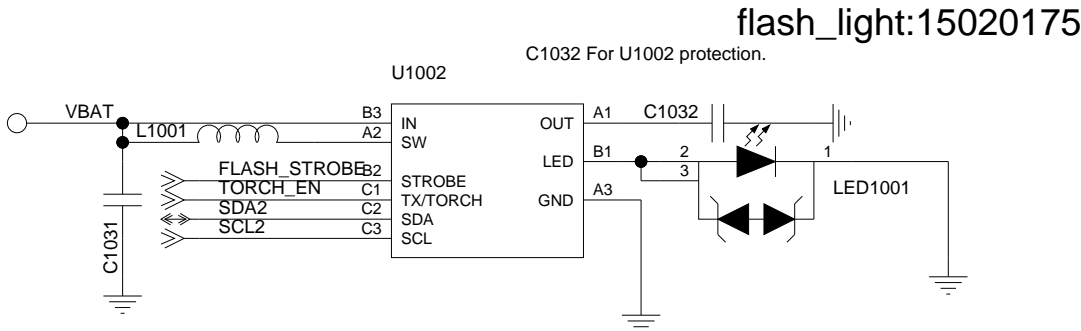 flash_light:15020175
C1032 For U1002 protection.
U1002
VBAT
B3
IN
OUT
A1
C1032
L1001
A2
SW
LED
B1
2
1
3
LED1001
FLASH_STROBE
B2
STROBE
TORCH_EN
C1
TX/TORCH
GND
A3
SDA2
C2
SDA
SCL2
C3
SCL
C1031